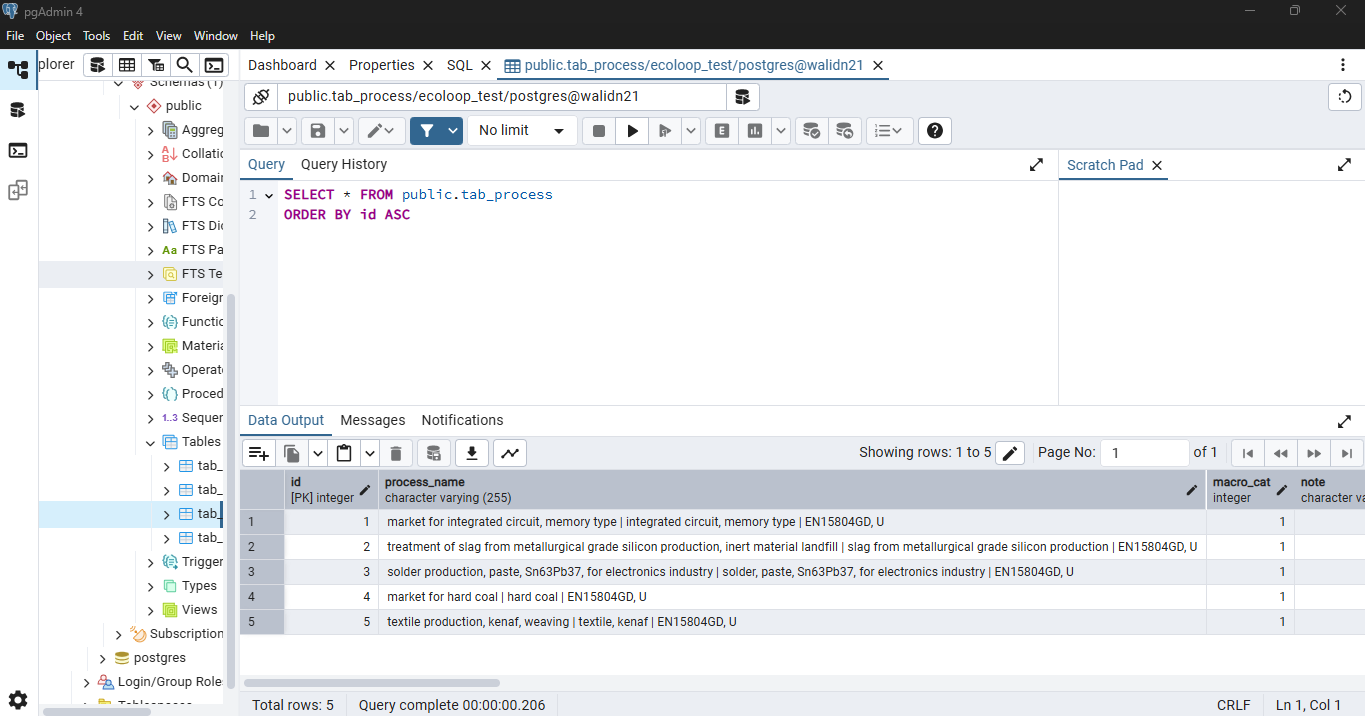 pgAdmin 4
File Object Tools Edit View Window Help
plorer
Dashboard Properties SQL public.tab_process/ecoloop_test/postgres@walidn21
Schemas (1)
public
Aggreg
Collatio
Domain
FTS Co
FTS Dic
Aa FTS Pa
FTS Te
Foreign
Functio
Materia
Operat
Proced
1..3 Sequer
Tables
tab_
tab_
tab_
tab_
Trigger
Types
Views
Subscription
postgres
Login/Group Roles
Tablespaces
public.tab_process/ecoloop_test/postgres@walidn21
No limit E
Query Query History
Scratch Pad
1 SELECT * FROM public.tab_process
2 ORDER BY id ASC
Data Output Messages Notifications
Showing rows: 1 to 5 Page No: 1 of 1
id process_name macro_cat note
[PK] integer character varying (255) integer character va
1 1 market for integrated circuit, memory type | integrated circuit, memory type | EN15804GD, U 1
2 2 treatment of slag from metallurgical grade silicon production, inert material landfill | slag from metallurgical grade silicon production | EN15804GD, U 1
3 3 solder production, paste, Sn63Pb37, for electronics industry | solder, paste, Sn63Pb37, for electronics industry | EN15804GD, U 1
4 4 market for hard coal | hard coal | EN15804GD, U 1
5 5 textile production, kenaf, weaving | textile, kenaf | EN15804GD, U 1
Total rows: 5 Query complete 00:00:00.206 CRLF Ln 1, Col 1